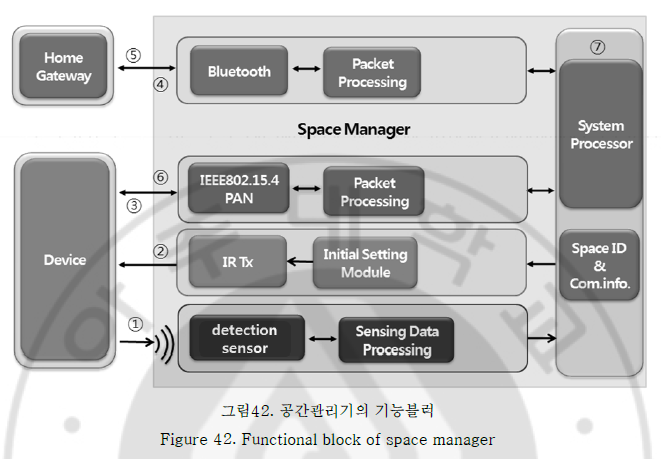 Home
Gateway
⑤
④
Bluetooth
Packet
Processing
⑦
System
Processor
Space Manager
Device
⑥
③
IEEE802.15.4
PAN
Packet
Processing
②
IR Tx
Initial Setting
Module
Space ID
&
Com.info.
①
detection
sensor
Sensing Data
Processing
그림42. 공간관리기의 기능블럭
Figure 42. Functional block of space manager